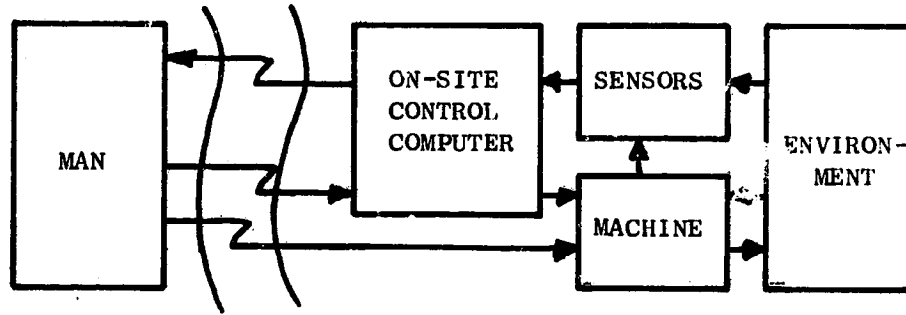 MAN
ON-SITE
CONTROL
COMPUTER
SENSORS
MACHINE
ENVIRON-
MENT